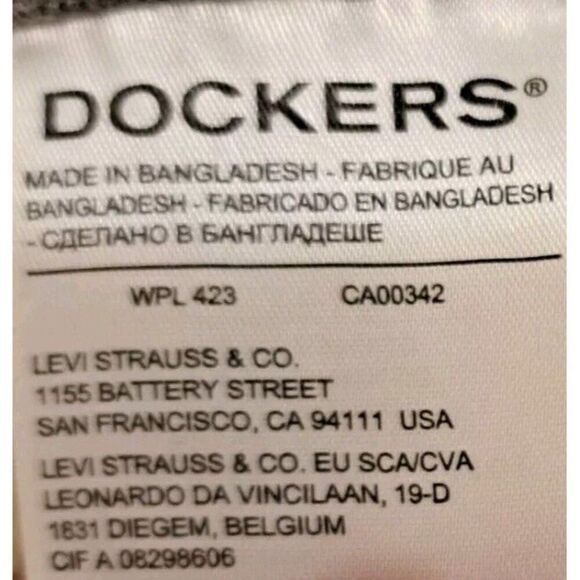 DOCKERS®
MADE IN BANGLADESH - FABRIQUE AU
BANGLADESH - FABRICADO EN BANGLADESH
- СДЕЛАНО В БАНГЛАДЕШЕ
WPL 423 CA00342
LEVI STRAUSS & CO.
1155 BATTERY STREET
SAN FRANCISCO, CA 94111 USA
LEVI STRAUSS & CO. EU SCA/CVA
LEONARDO DA VINCILAAN, 19-D
1831 DIEGEM, BELGIUM
CIF A 08298606